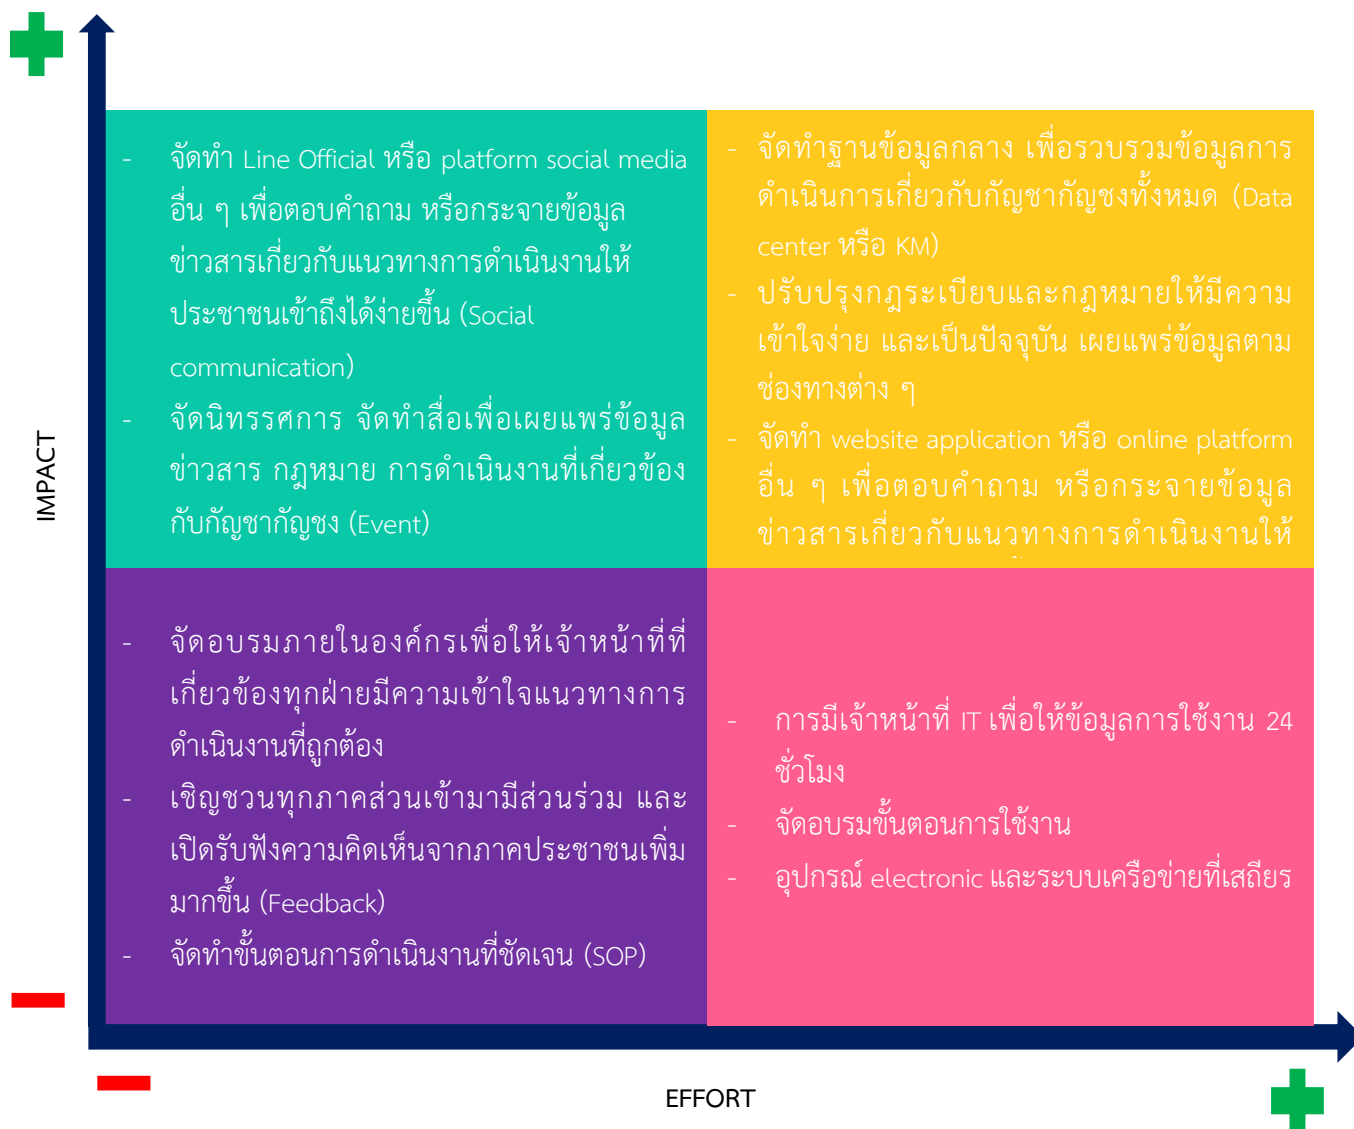 - จัดทำ Line Official หรือ platform social media
อื่น ๆ เพื่อตอบคำถาม หรือกระจายข้อมูล
ข่าวสารเกี่ยวกับแนวทางการดำเนินงานให้
ประชาชนเข้าถึงได้ง่ายขึ้น (Social
communication)
- จัดนิทรรศการ จัดทำสื่อเพื่อเผยแพร่ข้อมูล
ข่าวสาร กฎหมาย การดำเนินงานที่เกี่ยวข้อง
กับกัญชากัญชง (Event)
- จัดทำฐานข้อมูลกลาง เพื่อรวบรวมข้อมูลการ
ดำเนินการเกี่ยวกับกัญชากัญชงทั้งหมด (Data
center หรือ KM)
- ปรับปรุงกฎระเบียบและกฎหมายให้มีความ
เข้าใจง่าย และเป็นปัจจุบัน เผยแพร่ข้อมูลตาม
ช่องทางต่าง ๆ
- จัดทำ website application หรือ online platform
อื่น ๆ เพื่อตอบคำถาม หรือกระจายข้อมูล
ข่าวสารเกี่ยวกับแนวทางการดำเนินงานให้
IMPACT
- จัดอบรมภายในองค์กรเพื่อให้เจ้าหน้าที่ที่
เกี่ยวข้องทุกฝ่ายมีความเข้าใจแนวทางการ
ดำเนินงานที่ถูกต้อง
- เชิญชวนทุกภาคส่วนเข้ามามีส่วนร่วม และ
เปิดรับฟังความคิดเห็นจากภาคประชาชนเพิ่ม
มากขึ้น (Feedback)
- จัดทำขั้นตอนการดำเนินงานที่ชัดเจน (SOP)
- การมีเจ้าหน้าที่ IT เพื่อให้ข้อมูลการใช้งาน 24
ชั่วโมง
- จัดอบรมขั้นตอนการใช้งาน
- อุปกรณ์ electronic และระบบเครือข่ายที่เสถียร
EFFORT